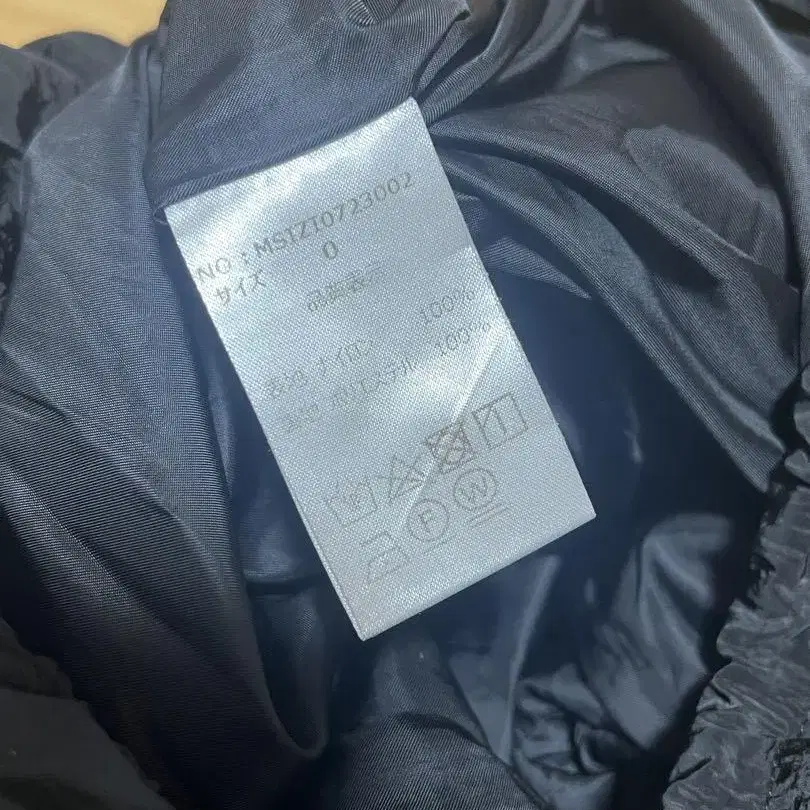 NO : MSIZI0723002
サイズ 0
品質表示
表地 ナイロン 100%
裏地 ポリエステル 100%
F W